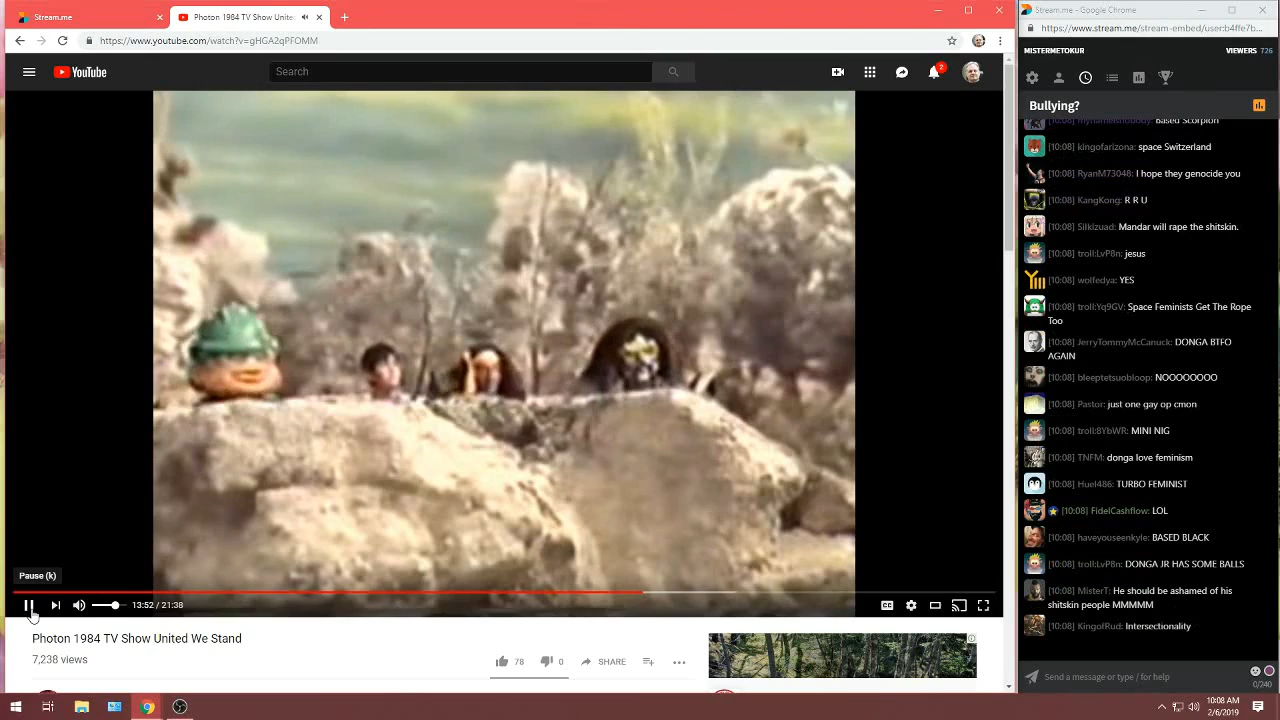 Stream.me
Photon 1984 TV Show United
https://www.youtube.com/watch?v=gHGA2qPFOMM
YouTube
Search
2
Pause (k)
13:52 / 21:38
Photon 1984 TV Show United We Stand
7,238 views
78
0
SHARE
Stream.me - Google Chrome
https://www.stream.me/stream-embed/user:b4ffe7b...
MISTERMETOKUR
VIEWERS 726
Bullying?
mynameisnobody: Based Scorpion
[10:08] kingofarizona: space Switzerland
[10:08] RyanM73048: I hope they genocide you
[10:08] KangKong: R R U
[10:08] Silkizuad: Mandar will rape the shitskin.
[10:08] troll:LvP8n: jesus
[10:08] wolfedya: YES
[10:08] troll:Yq9GV: Space Feminists Get The Rope
Too
[10:08] JerryTommyMcCanuck: DONGA BTFO
AGAIN
[10:08] bleeptetsuobloop: NOOOOOOOO
[10:08] Pastor: just one gay op cmon
[10:08] troll:8YbWR: MINI NIG
[10:08] TNFM: donga love feminism
[10:08] Huel486: TURBO FEMINIST
[10:08] FidelCashflow: LOL
[10:08] haveyouseenkyle: BASED BLACK
[10:08] troll:LvP8n: DONGA JR HAS SOME BALLS
[10:08] MisterT: He should be ashamed of his
shitskin people MMMMM
[10:08] KingofRud: Intersectionality
Send a message or type / for help
0/240
10:08 AM
2/6/2019